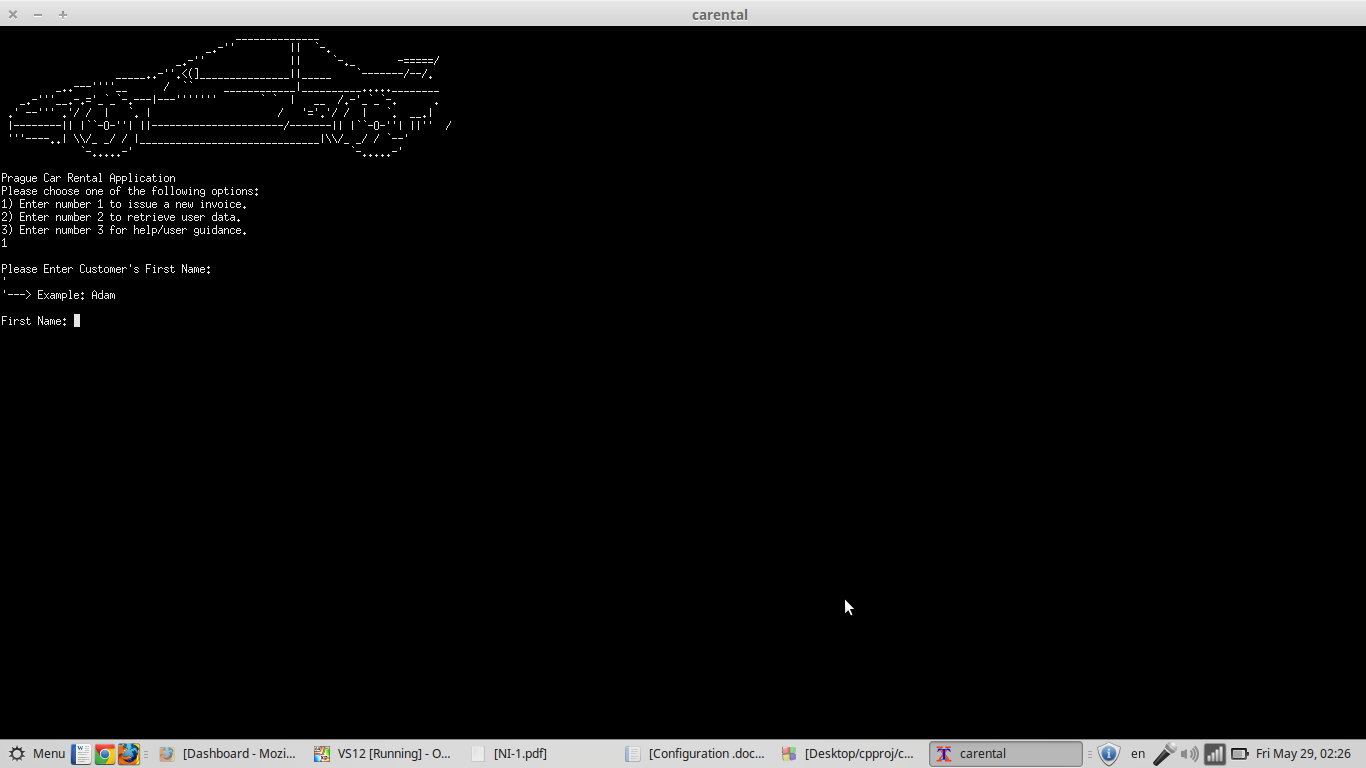 carental
Prague Car Rental Application
Please choose one of the following options:
1) Enter number 1 to issue a new invoice.
2) Enter number 2 to retrieve user data.
3) Enter number 3 for help/user guidance.
1
Please Enter Customer's First Name:
'
'---> Example: Adam
First Name:
Menu [Dashboard - Mozi... VS12 [Running] - O... [NI-1.pdf] [Configuration .doc... [Desktop/cpproj/c... carental en Fri May 29, 02:26